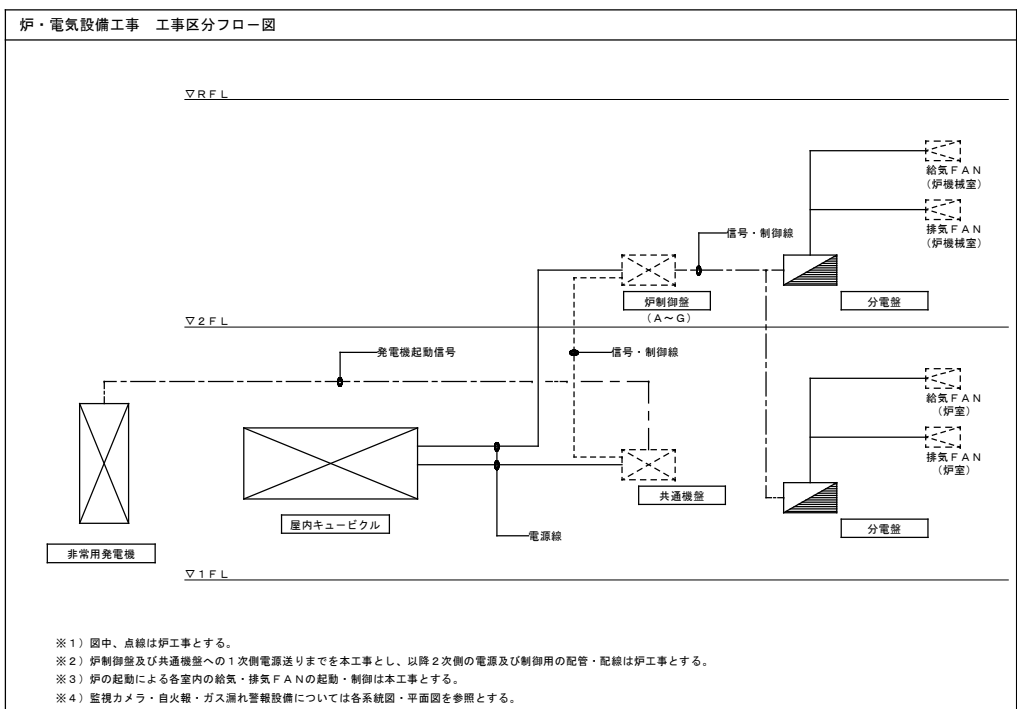 炉・電気設備工事　工事区分フロー図
▽ＲＦＬ
給気ＦＡＮ
（炉機械室）
排気ＦＡＮ
（炉機械室）
信号・制御線
炉制御盤
（Ａ～Ｇ）
分電盤
▽２ＦＬ
発電機起動信号
信号・制御線
給気ＦＡＮ
（炉室）
排気ＦＡＮ
（炉室）
共通機盤
屋内キュービクル
分電盤
電源線
非常用発電機
▽１ＦＬ
※１）図中、点線は炉工事とする。
※２）炉制御盤及び共通機盤への１次側電源送りまでを本工事とし、以降２次側の電源及び制御用の配管・配線は炉工事とする。
※３）炉の起動による各室内の給気・排気ＦＡＮの起動・制御は本工事とする。
※４）監視カメラ・自火報・ガス漏れ警報設備については各系統図・平面図を参照とする。